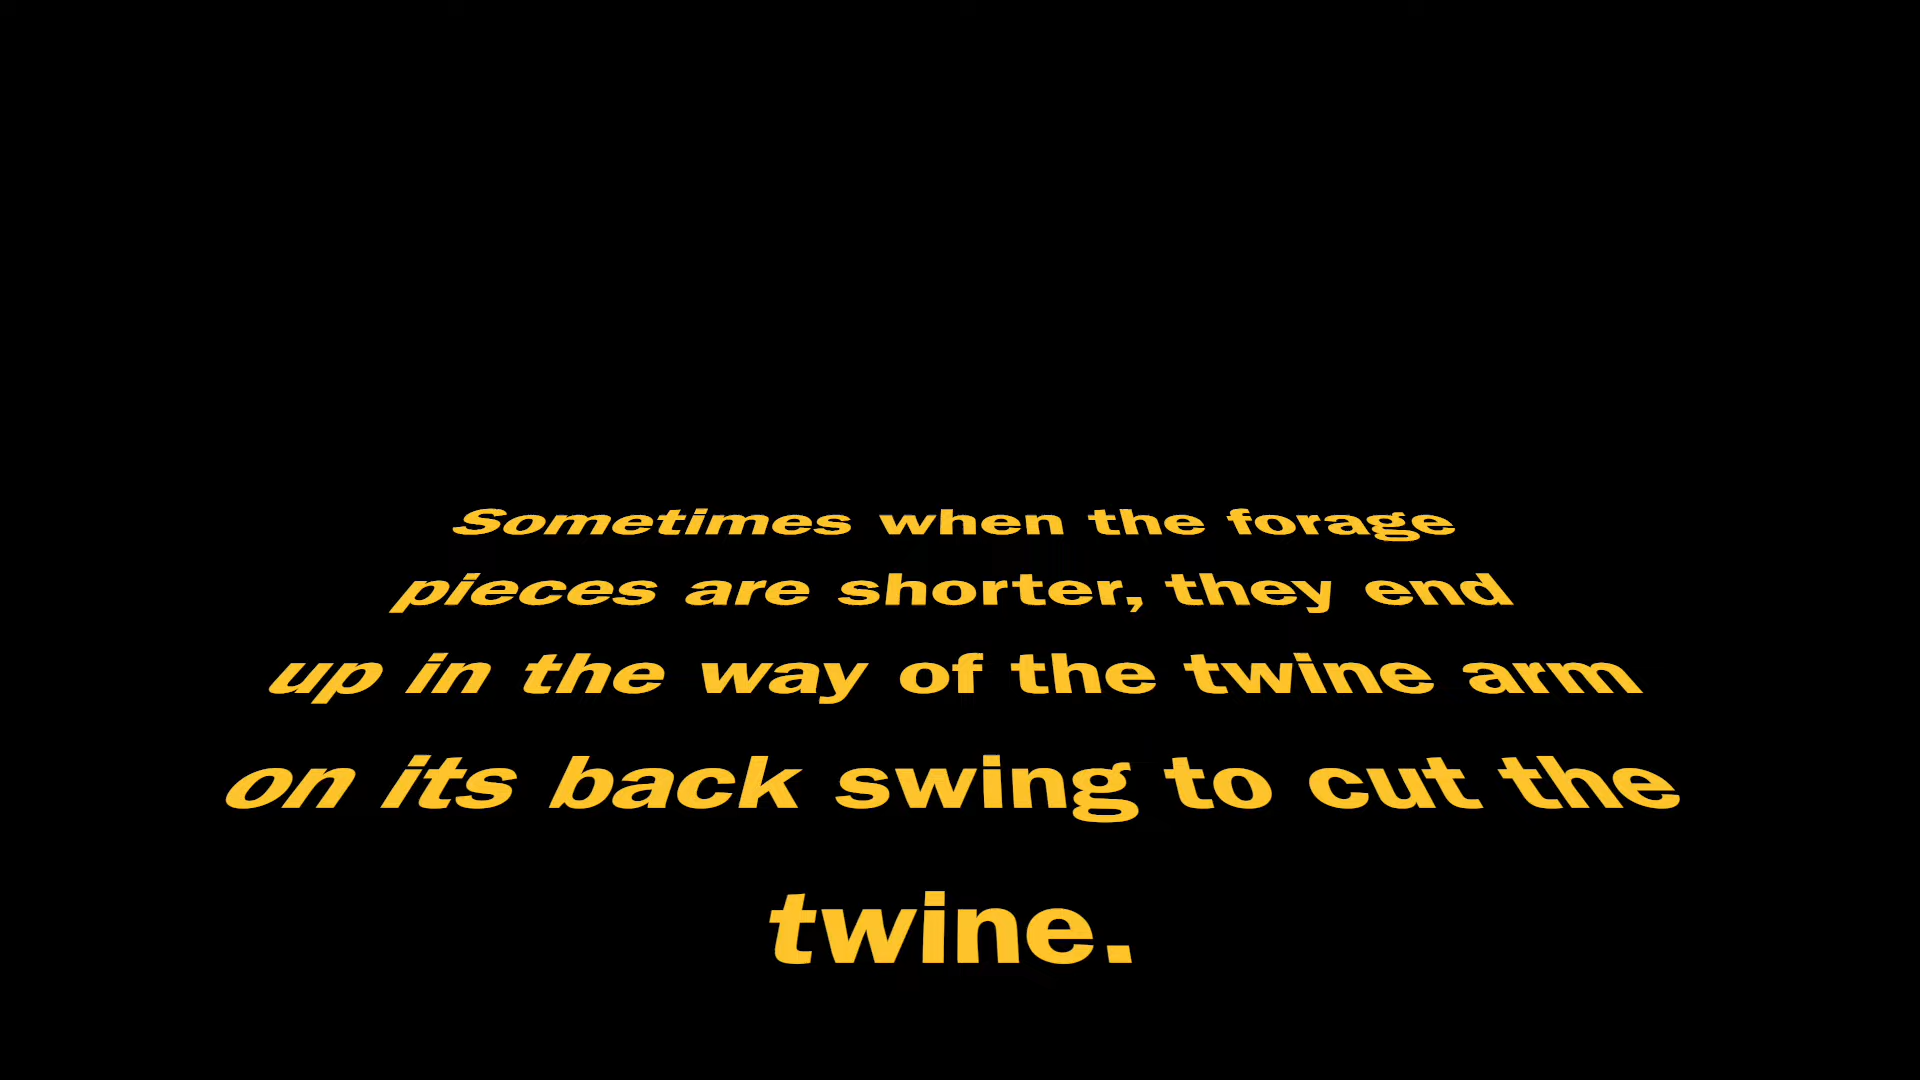 Sometimes when the forage
pieces are shorter, they end
up in the way of the twine arm
on its back swing to cut the
twine.